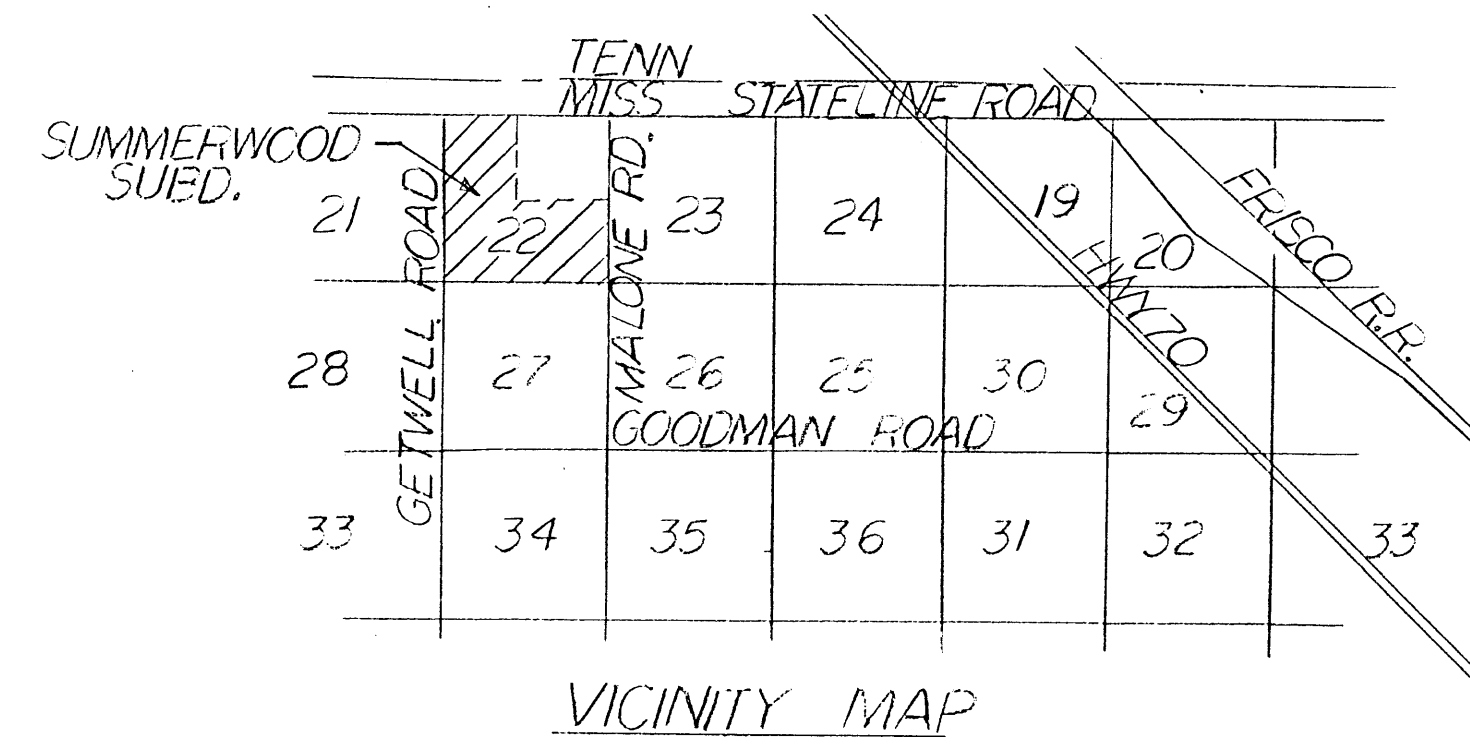 TENN
MISS STATELINE ROAD
SUMMERWOOD
SUBD.
21
22
23
24
19
20
GETWELL ROAD
MALONE RD.
FRISCO R.R.
HWY 70
28
27
26
25
30
29
GOODMAN ROAD
33
34
35
36
31
32
33
VICINITY MAP